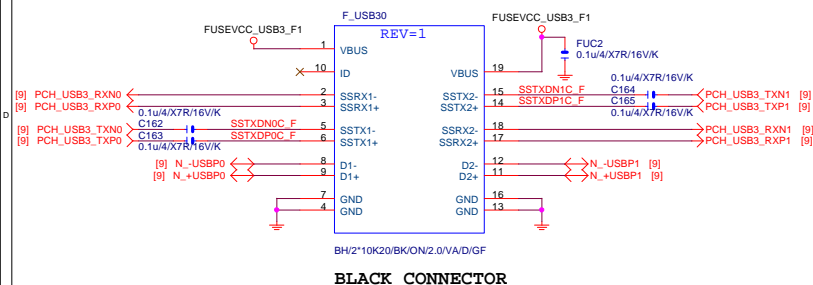 F_USB30
FUSEVCC_USB3_F1
FUSEVCC_USB3_F1
REV=1
1
VBUS
FUC2
0.1u/4/X7R/16V/K
10
ID
VBUS
19
0.1u/4/X7R/16V/K
[9] PCH_USB3_RXN0
2
SSRX1-
SSTX2-
15
SSTXDN1C_F
C164
PCH_USB3_TXN1 [9]
[9] PCH_USB3_RXP0
3
SSRX1+
SSTX2+
14
SSTXDP1C_F
C165
PCH_USB3_TXP1 [9]
0.1u/4/X7R/16V/K
0.1u/4/X7R/16V/K
D
[9] PCH_USB3_TXN0
C162
SSTXDN0C_F
5
SSTX1-
SSRX2-
18
PCH_USB3_RXN1 [9]
[9] PCH_USB3_TXP0
C163
SSTXDP0C_F
6
SSTX1+
SSRX2+
17
PCH_USB3_RXP1 [9]
0.1u/4/X7R/16V/K
[9] N_-USBP0
8
D1-
D2-
12
N_-USBP1 [9]
[9] N_+USBP0
9
D1+
D2+
11
N_+USBP1 [9]
7
GND
GND
16
4
GND
GND
13
BH/2*10K20/BK/ON/2.0/VA/D/GF
BLACK CONNECTOR